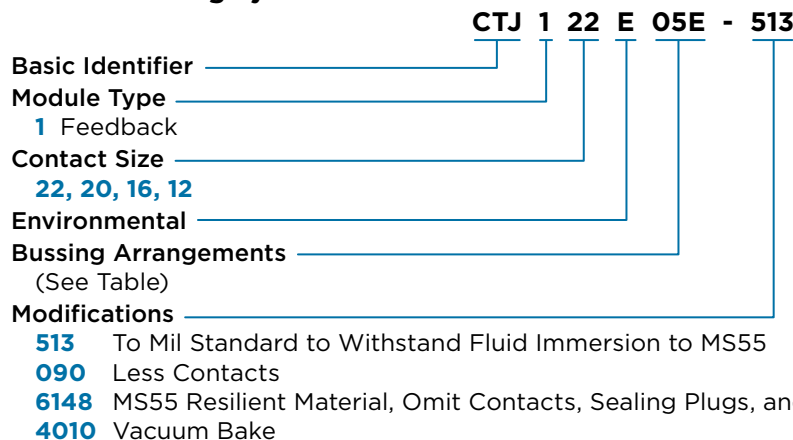 CTJ 1 22 E 05E - 513
Basic Identifier
Module Type
1 Feedback
Contact Size
22, 20, 16, 12
Environmental
Bussing Arrangements
(See Table)
Modifications
513 To Mil Standard to Withstand Fluid Immersion to MS55
090 Less Contacts
6148 MS55 Resilient Material, Omit Contacts, Sealing Plugs,
4010 Vacuum Bake